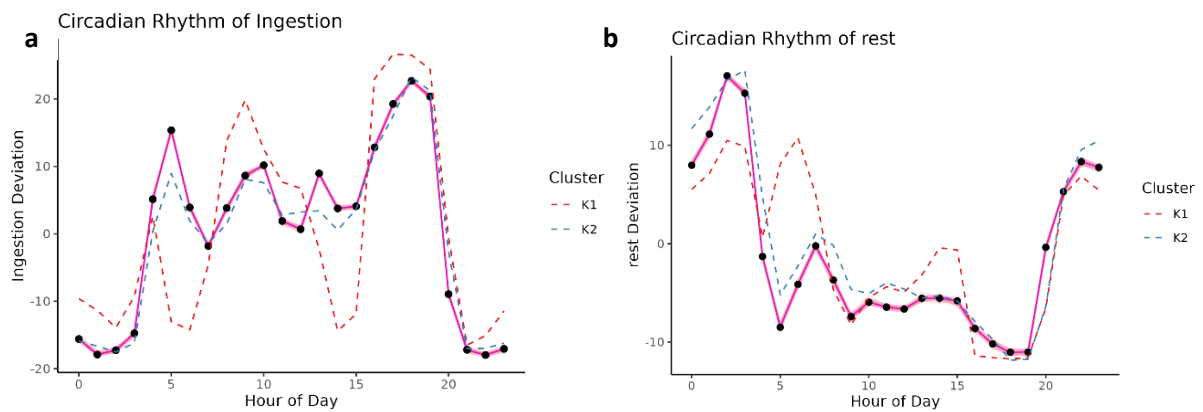 a
Circadian Rhythm of Ingestion
Ingestion Deviation
20
10
0
-10
-20
0
5
10
15
20
Hour of Day
Cluster
K1
K2
b
Circadian Rhythm of rest
rest Deviation
10
0
-10
0
5
10
15
20
Hour of Day
Cluster
K1
K2